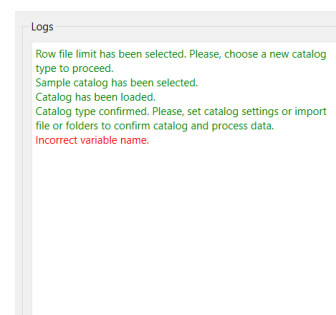 Logs
Row file limit has been selected. Please, choose a new catalog
type to proceed.
Sample catalog has been selected.
Catalog has been loaded.
Catalog type confirmed. Please, set catalog settings or import
file or folders to confirm catalog and process data.
Incorrect variable name.